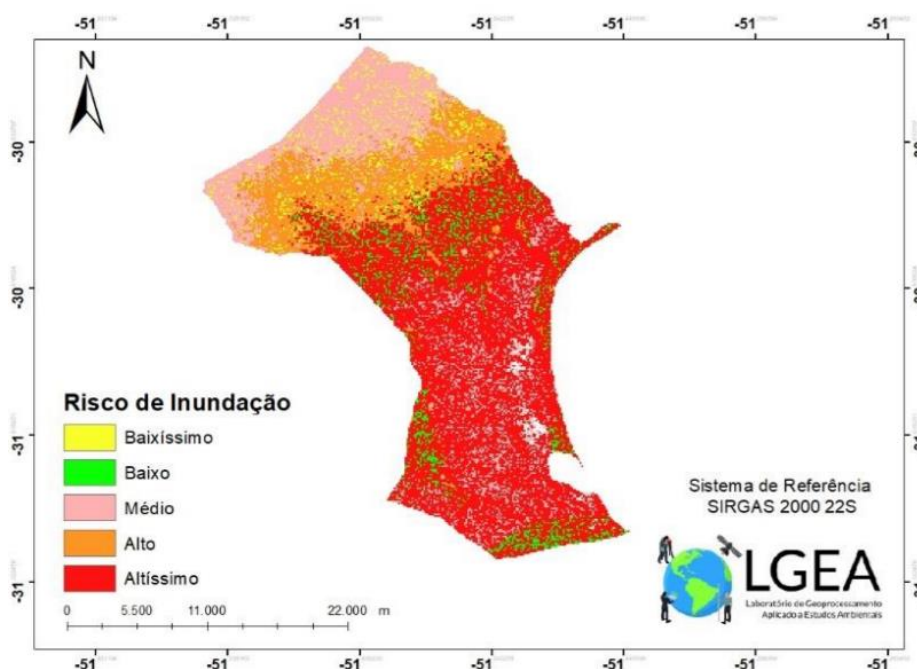 -51 -51 -51 -51 -51 -51 -51
N
-30 -30
-30 -30
-31 -31
-31 -31
Risco de Inundação
Baixíssimo
Baixo
Médio
Alto
Altíssimo
0 5.500 11.000 22.000 m
Sistema de Referência
SIRGAS 2000 22S
LGEA
Laboratório de Geoprocessamento
Aplicado a Estudos Ambientais
-51 -51 -51 -51 -51 -51 -51